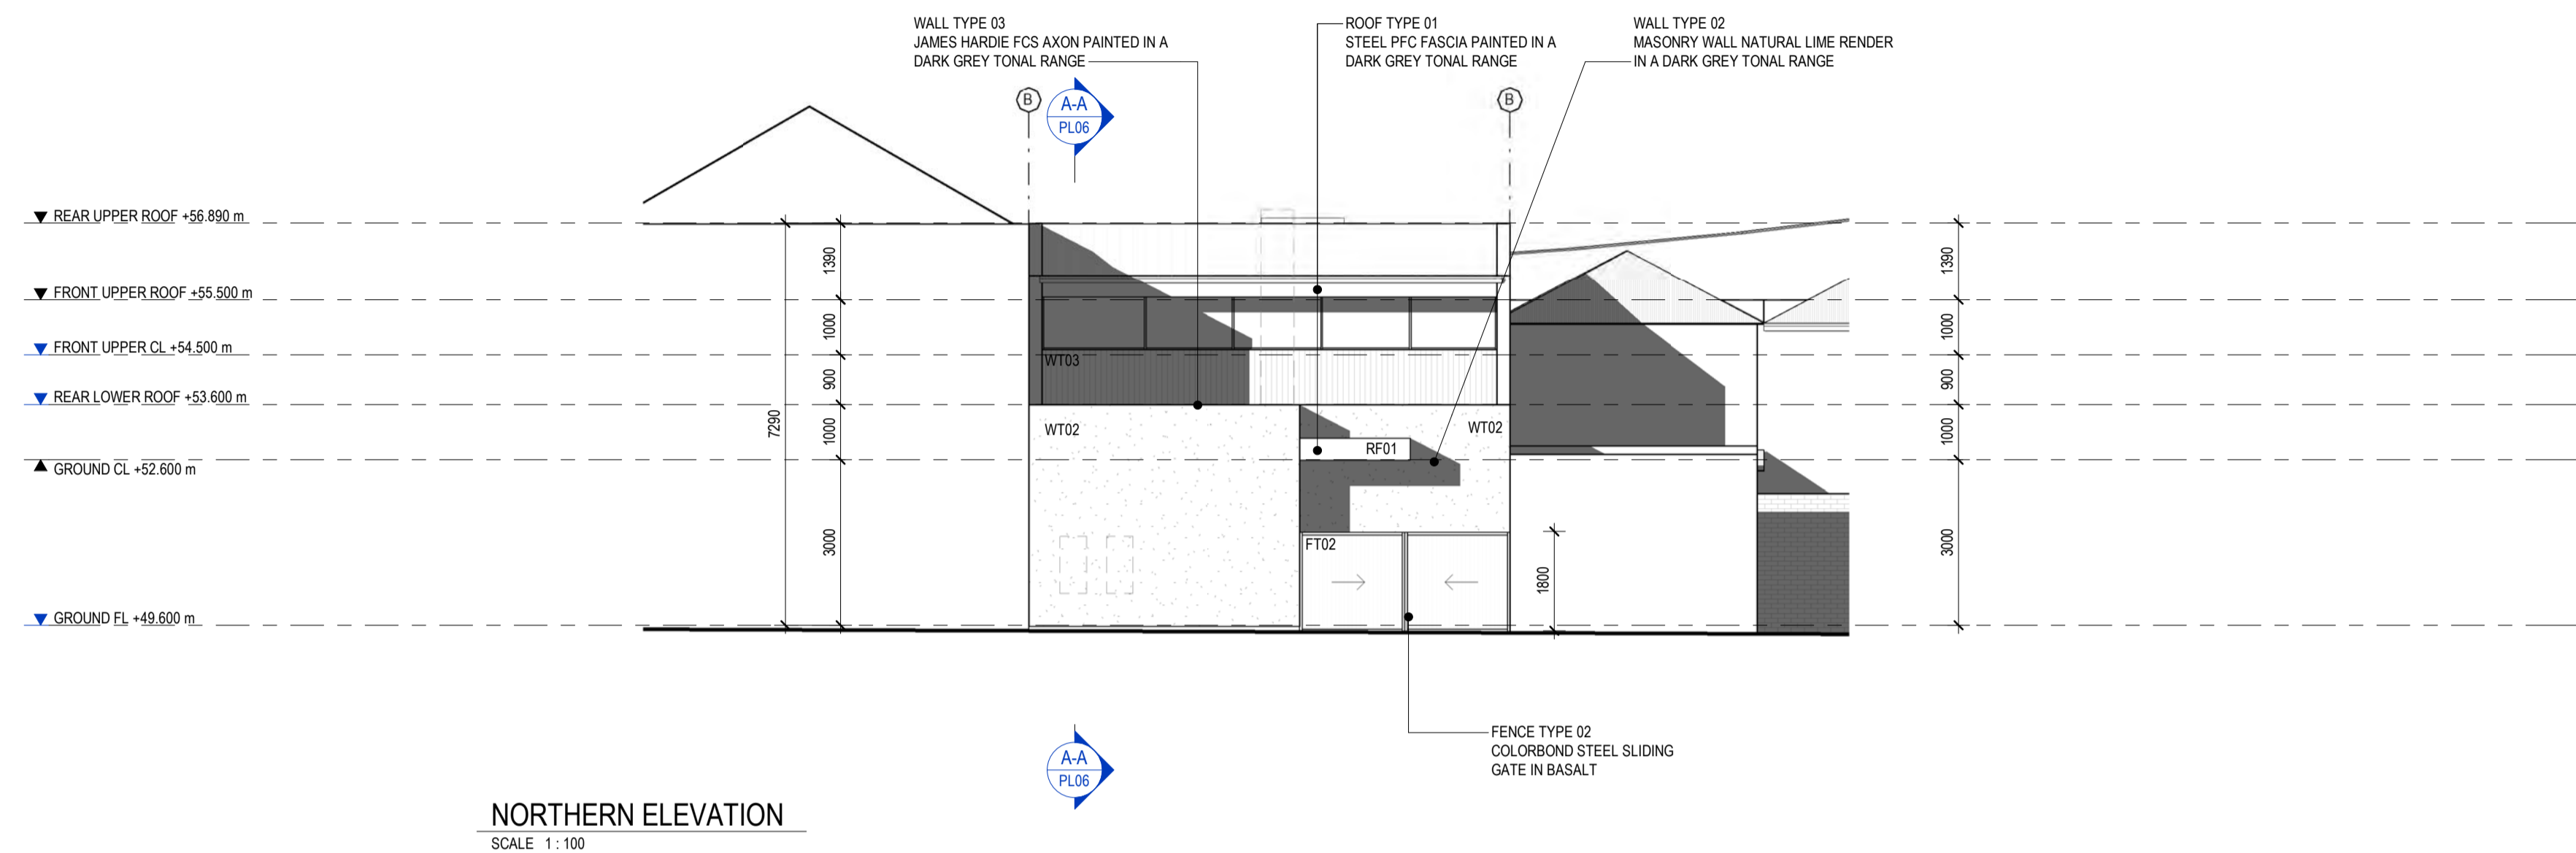 WALL TYPE 03
JAMES HARDIE FCS AXON PAINTED IN A
DARK GREY TONAL RANGE
ROOF TYPE 01
STEEL PFC FASCIA PAINTED IN A
DARK GREY TONAL RANGE
WALL TYPE 02
MASONRY WALL NATURAL LIME RENDER
IN A DARK GREY TONAL RANGE
B
A-A
PL06
B
REAR UPPER ROOF +56.890 m
FRONT UPPER ROOF +55.500 m
FRONT UPPER CL +54.500 m
REAR LOWER ROOF +53.600 m
GROUND CL +52.600 m
GROUND FL +49.600 m
7290
1390
1000
900
1000
3000
WT03
WT02
WT02
RF01
FT02
1800
1390
1000
900
1000
3000
FENCE TYPE 02
COLORBOND STEEL SLIDING
GATE IN BASALT
A-A
PL06
NORTHERN ELEVATION
SCALE 1 : 100